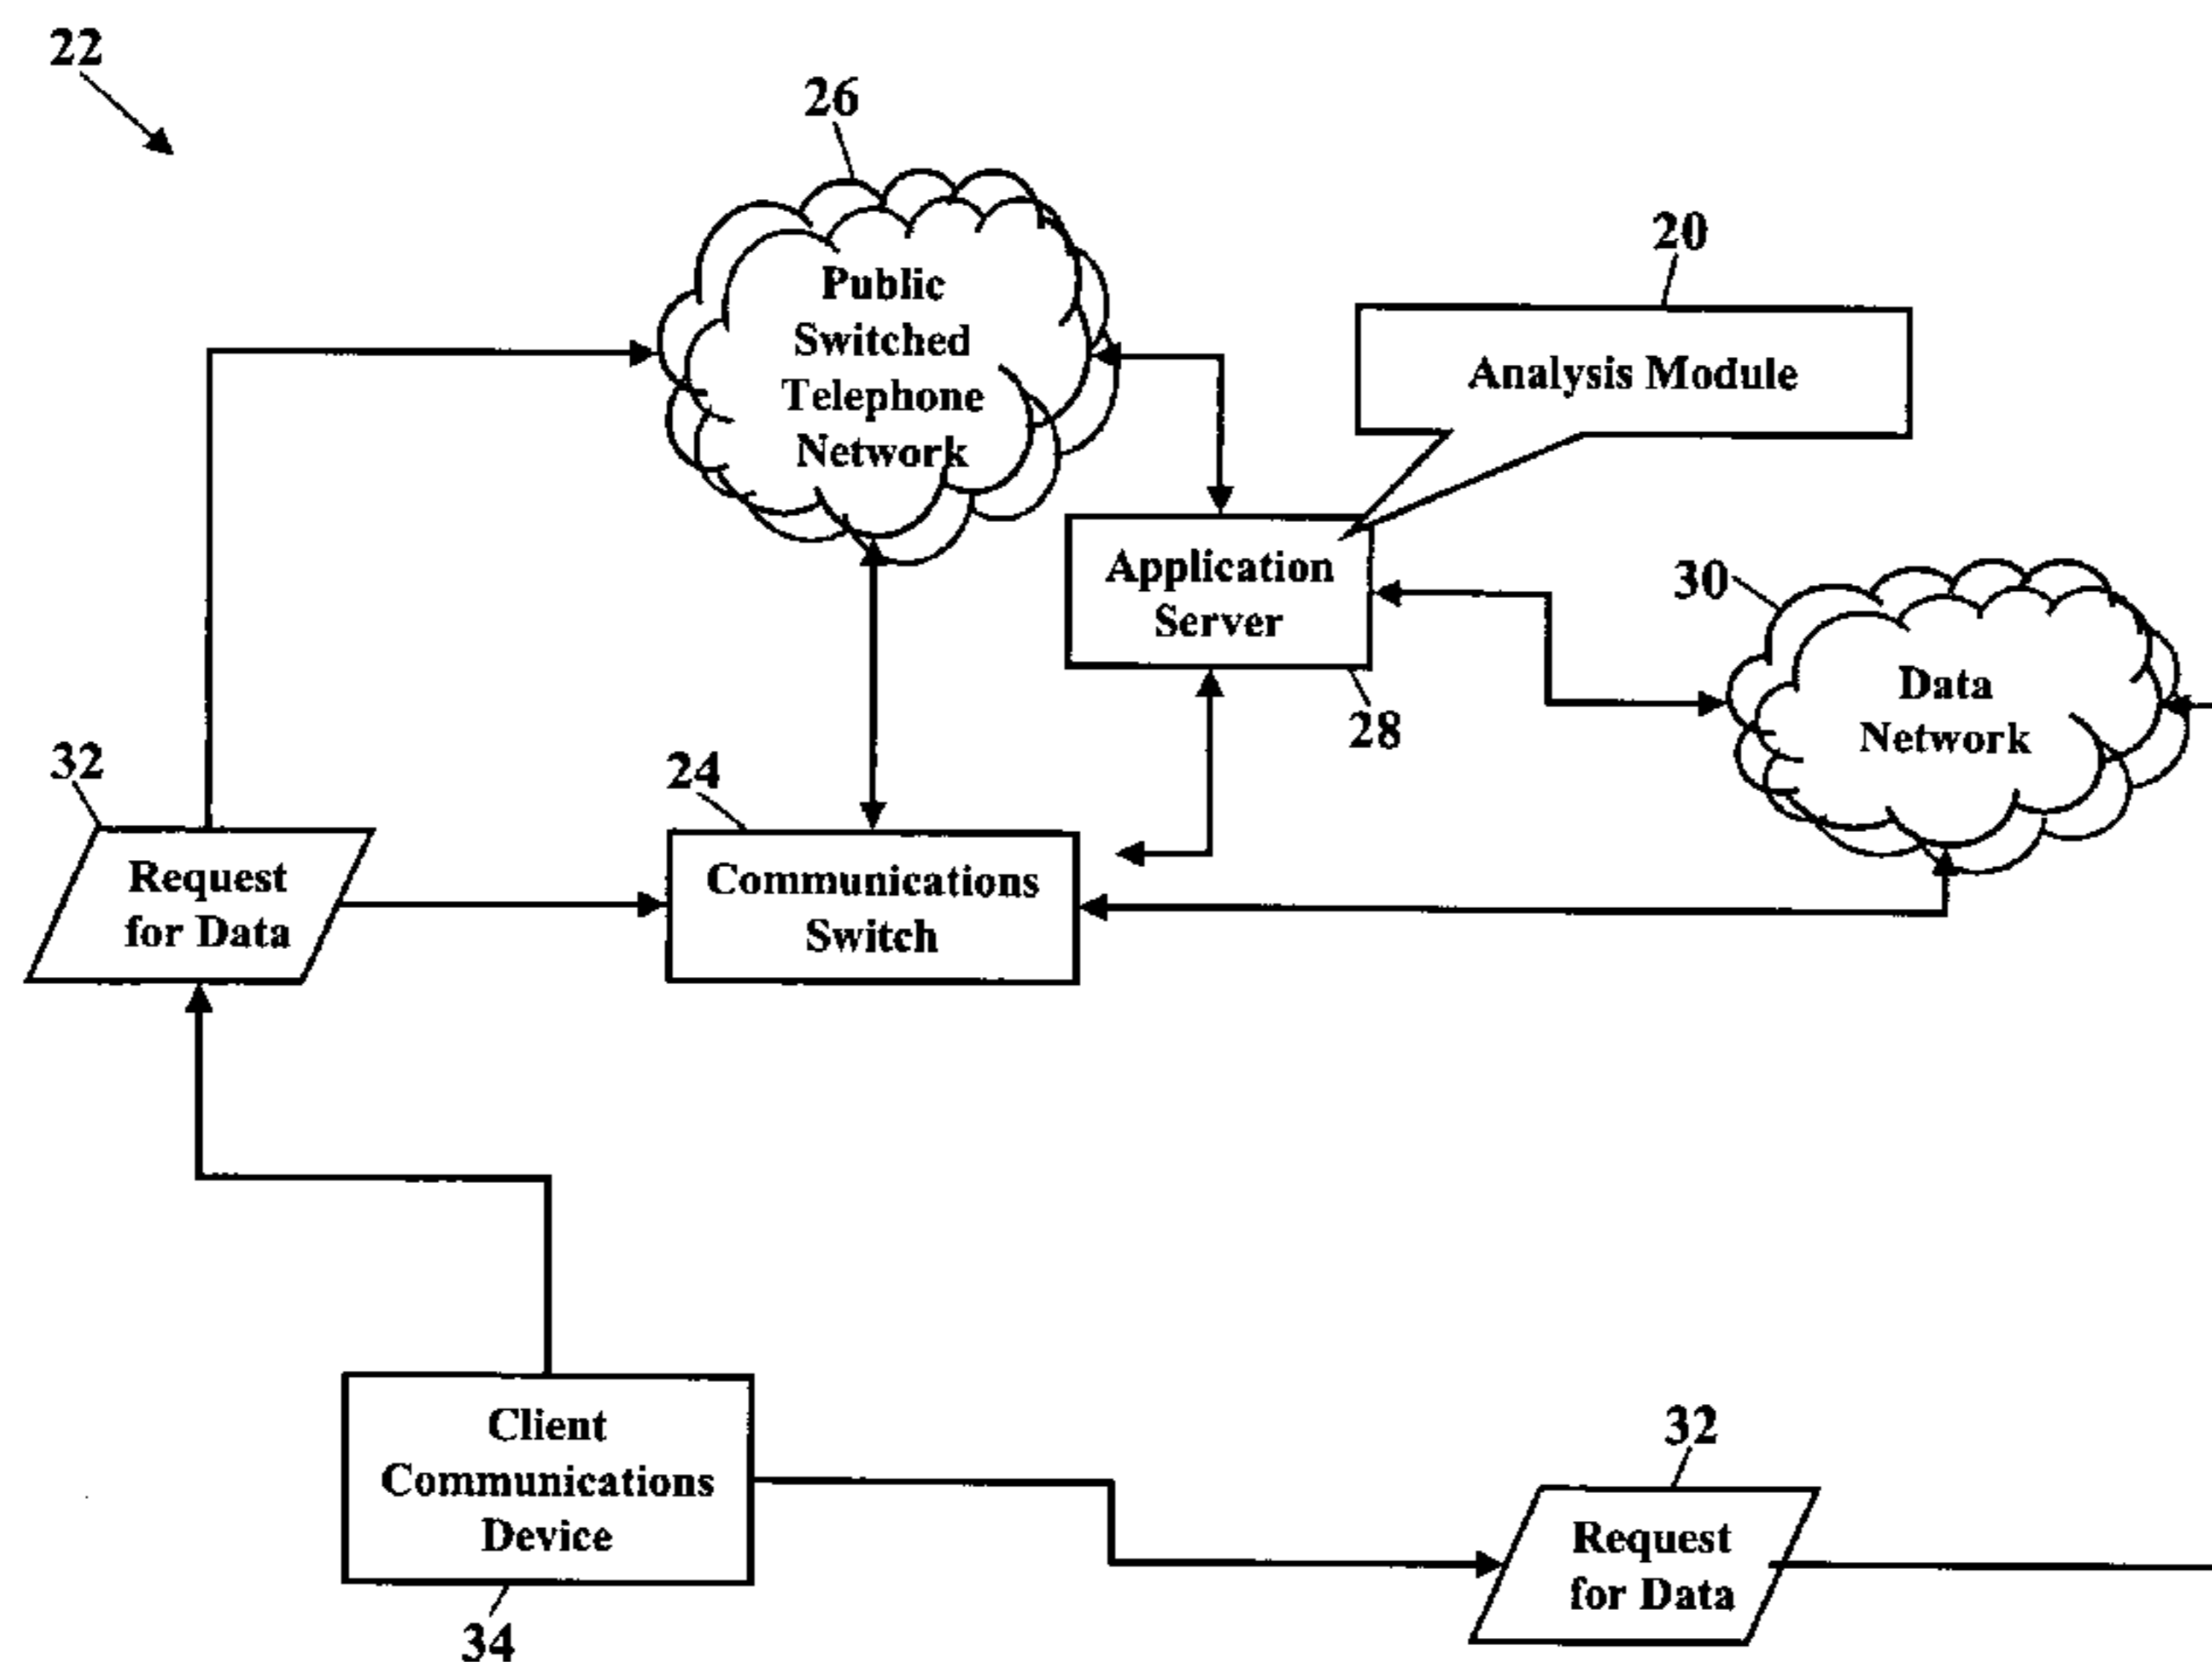 22
26
Public
Switched
Telephone
Network
20
Analysis Module
Application
Server
28
30
Data
Network
32
Request
for Data
24
Communications
Switch
Client
Communications
Device
34
32
Request
for Data